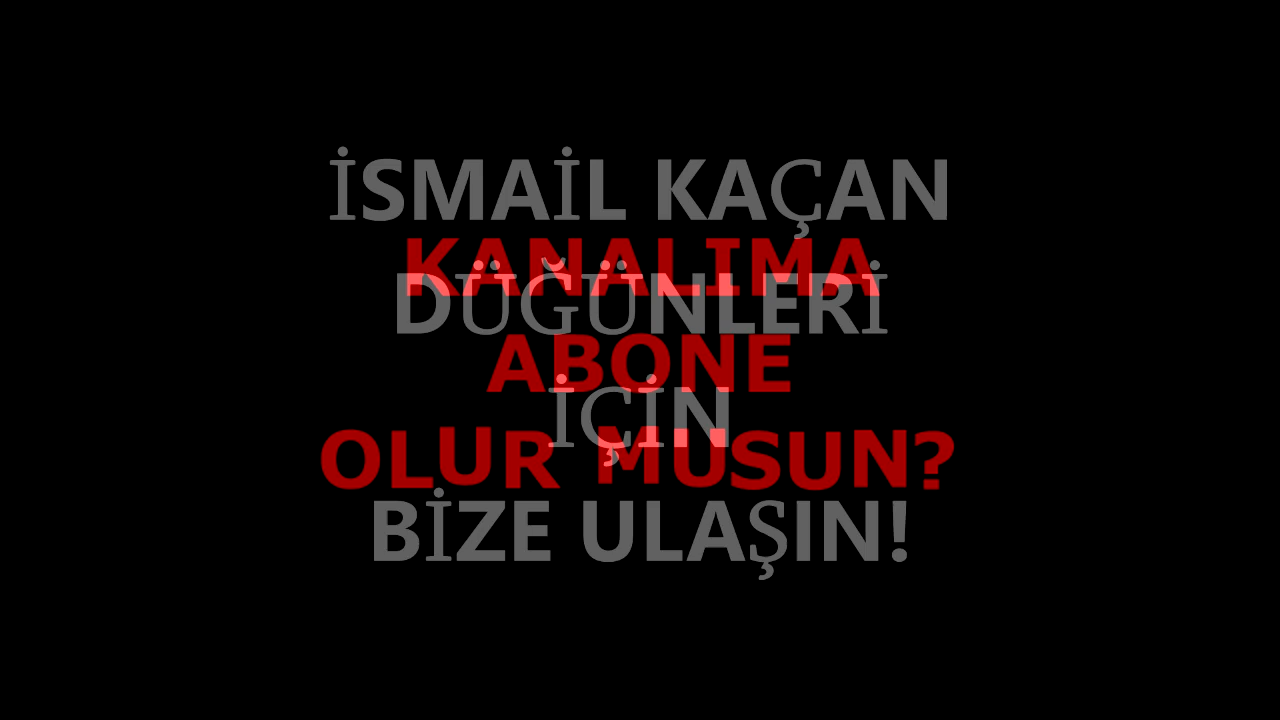 İSMAİL KAÇAN
KANALIMA
DÜĞÜNLERİ
ABONE
İÇİN
OLUR MUSUN?
BİZE ULAŞIN!